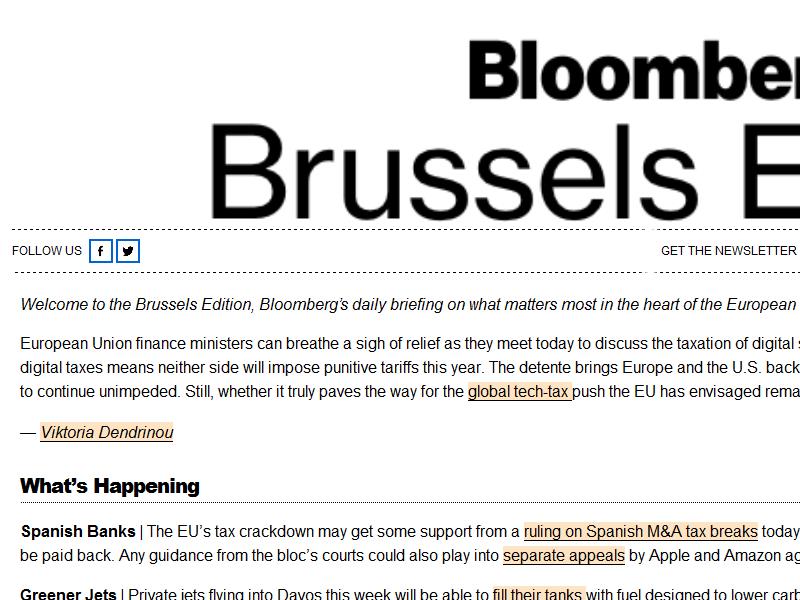 Bloomber
Brussels E
FOLLOW US
GET THE NEWSLETTER
Welcome to the Brussels Edition, Bloomberg's daily briefing on what matters most in the heart of the European
European Union finance ministers can breathe a sigh of relief as they meet today to discuss the taxation of digital
digital taxes means neither side will impose punitive tariffs this year. The detente brings Europe and the U.S. back
to continue unimpeded. Still, whether it truly paves the way for the global tech-tax push the EU has envisaged rema
— Viktoria Dendrinou
What's Happening
Spanish Banks | The EU's tax crackdown may get some support from a ruling on Spanish M&A tax breaks today
be paid back. Any guidance from the bloc's courts could also play into separate appeals by Apple and Amazon ag
Greener Jets | Private jets flying into Davos this week will be able to fill their tanks with fuel designed to lower carb